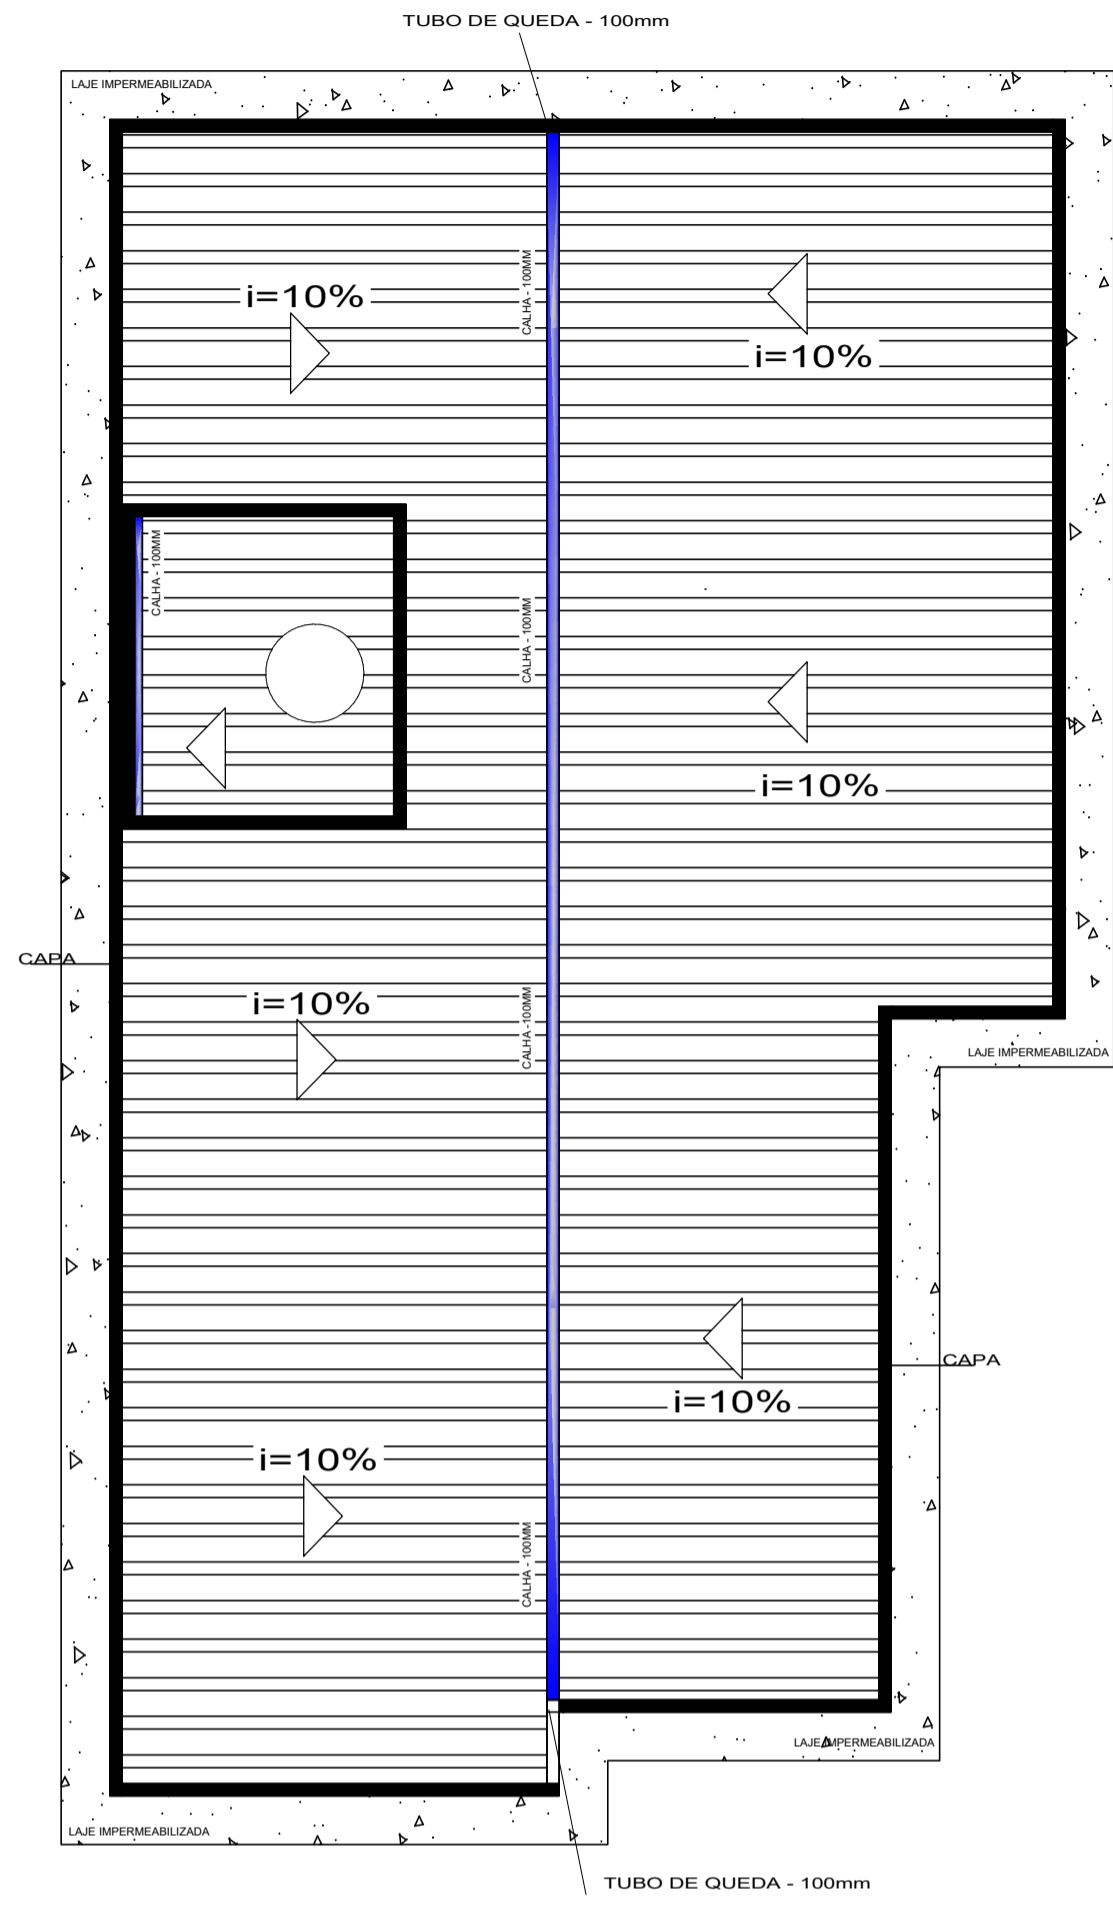 TUBO DE QUEDA - 100mm
LAJE IMPERMEABILIZADA
CALHA - 100MM
i=10%
i=10%
CALHA - 100MM
CALHA - 100MM
i=10%
CAPA
i=10%
CALHA -100MM
LAJE IMPERMEABILIZADA
CAPA
i=10%
i=10%
CALHA - 100MM
LAJE IMPERMEABILIZADA
LAJE IMPERMEABILIZADA
TUBO DE QUEDA - 100mm